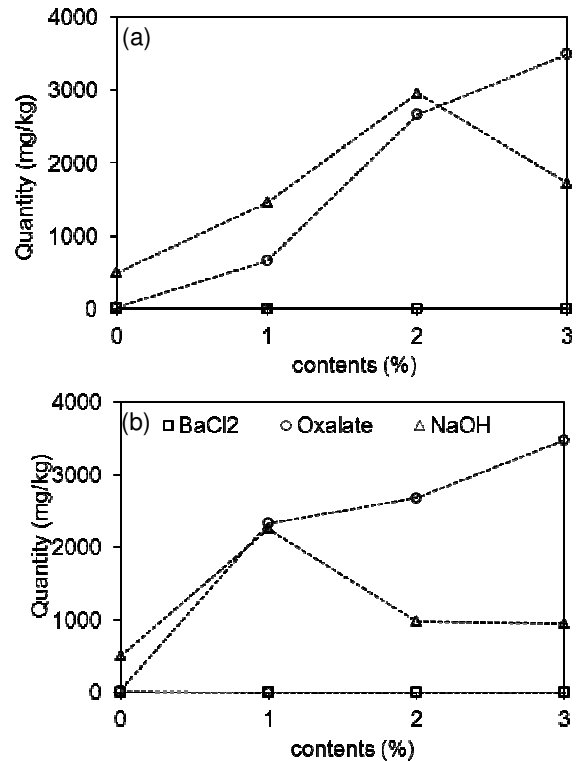 (a)
4000
3000
2000
1000
0
Quantity (mg/kg)
0 1 2 3
contents (%)
(b) BaCl2 Oxalate NaOH
4000
3000
2000
1000
0
Quantity (mg/kg)
0 1 2 3
contents (%)